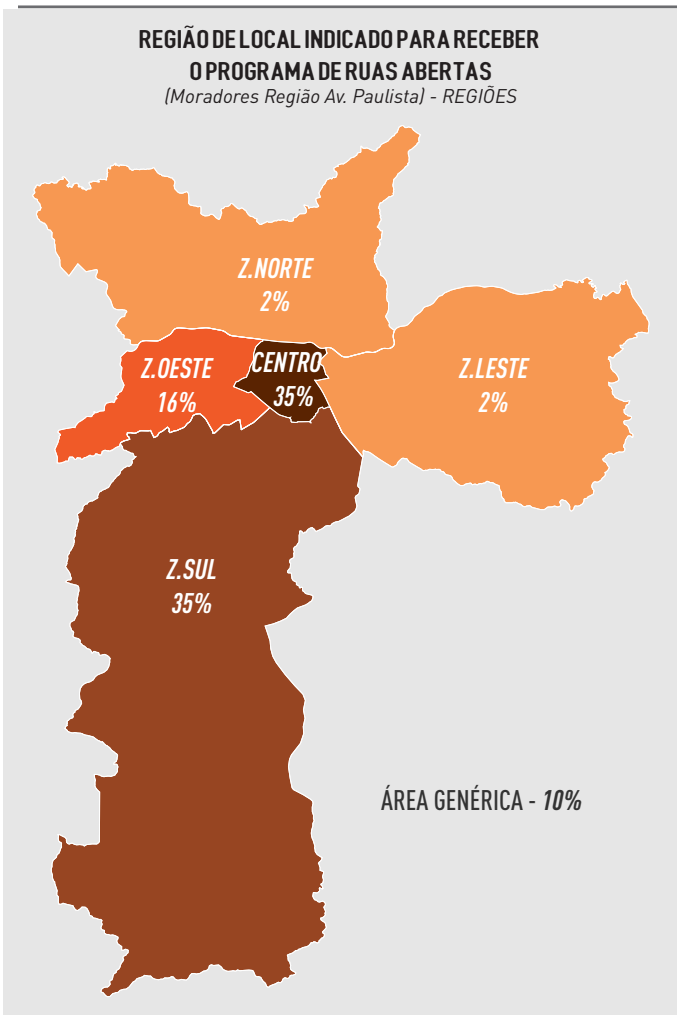 REGIÃO DE LOCAL INDICADO PARA RECEBER
O PROGRAMA DE RUAS ABERTAS
(Moradores Região Av. Paulista) - REGIÕES
Z.NORTE
2%
Z.OESTE
16%
CENTRO
35%
Z.LESTE
2%
Z.SUL
35%
ÁREA GENÉRICA - 10%